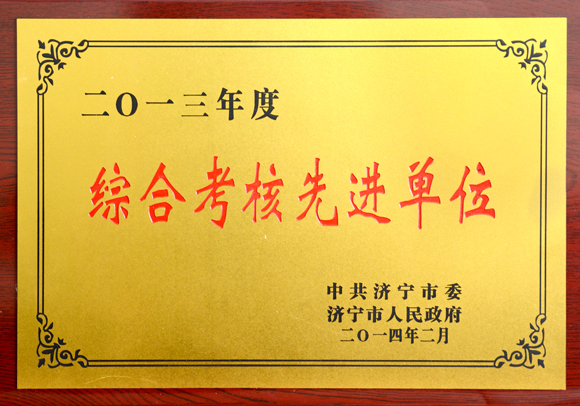 二〇一三年度
综合考核先进单位
中共济宁市委
济宁市人民政府
二〇一四年二月